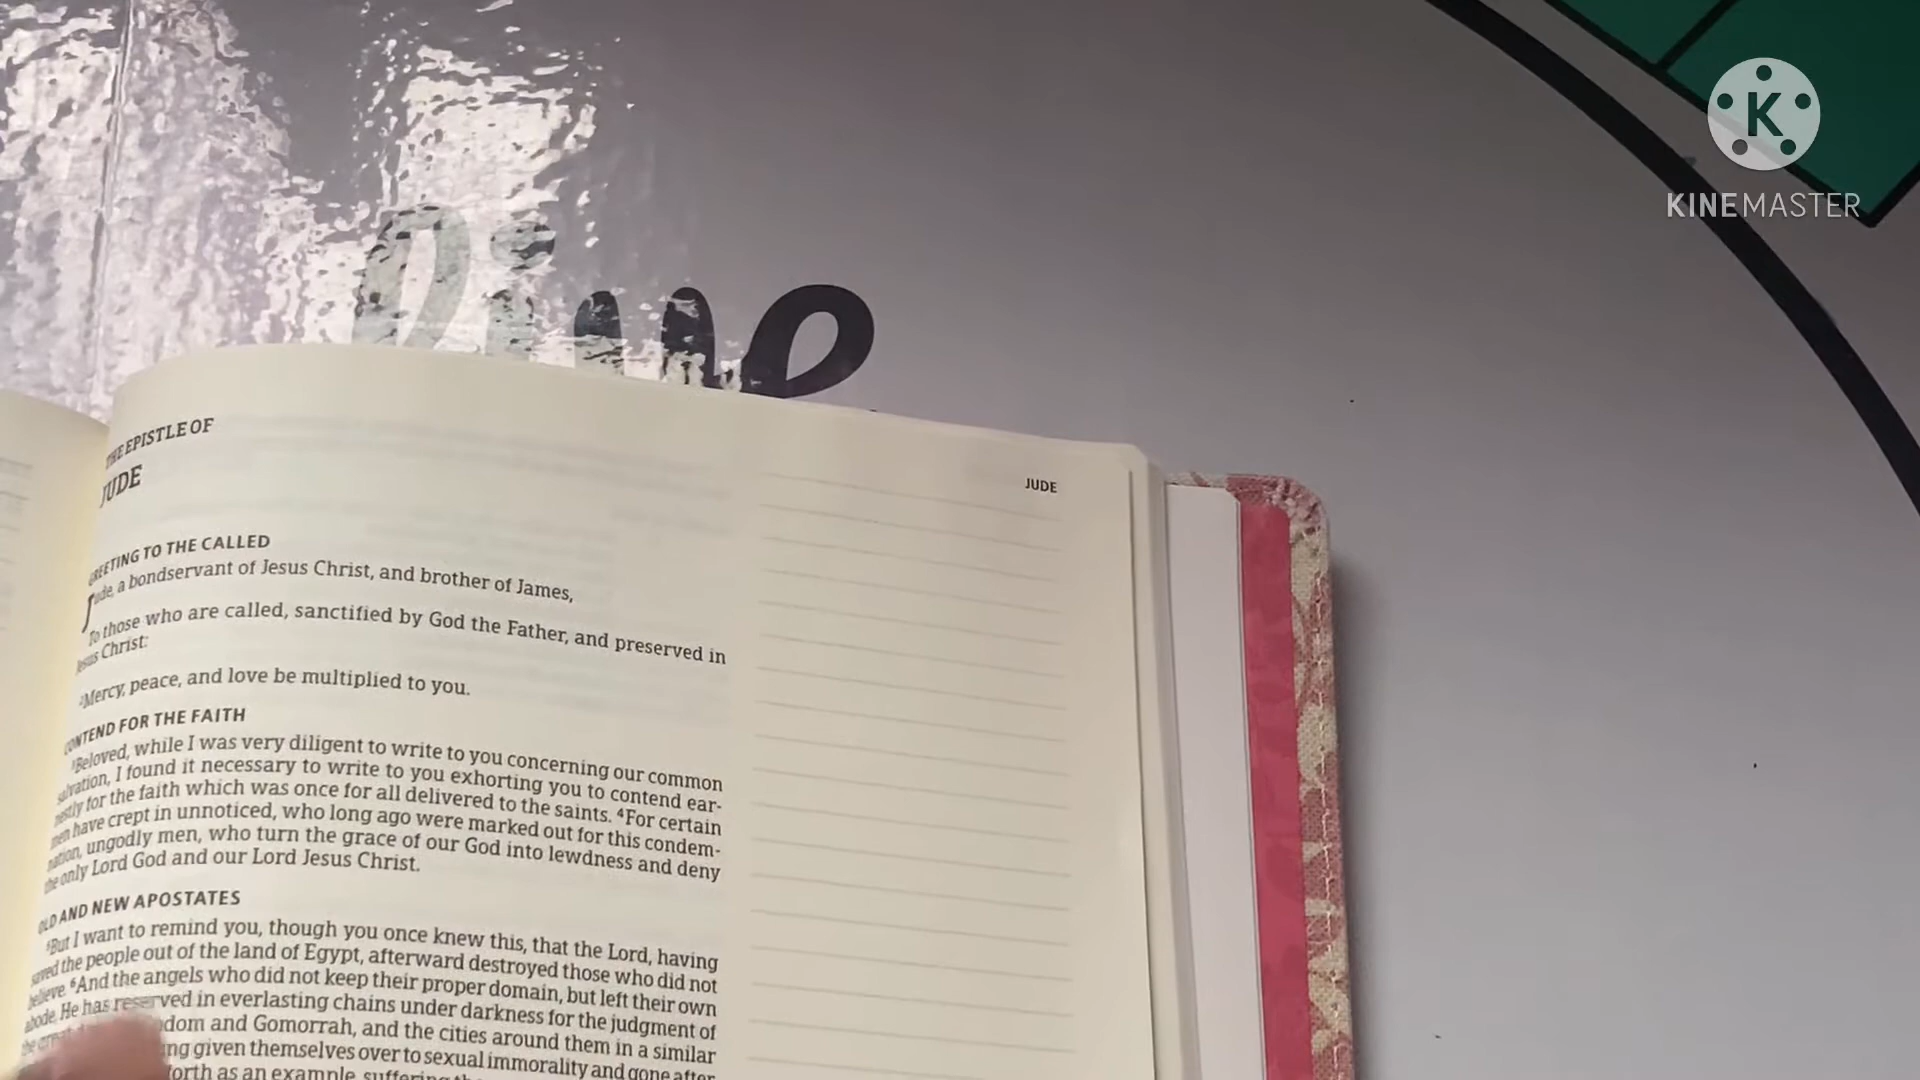 K
KINEMASTER
THE EPISTLE OF
JUDE
JUDE
GREETING TO THE CALLED
Jude, a bondservant of Jesus Christ, and brother of James,
To those who are called, sanctified by God the Father, and preserved in
Jesus Christ:
²Mercy, peace, and love be multiplied to you.
CONTEND FOR THE FAITH
³Beloved, while I was very diligent to write to you concerning our common
salvation, I found it necessary to write to you exhorting you to contend ear-
nestly for the faith which was once for all delivered to the saints. ⁴For certain
men have crept in unnoticed, who long ago were marked out for this condem-
nation, ungodly men, who turn the grace of our God into lewdness and deny
the only Lord God and our Lord Jesus Christ.
OLD AND NEW APOSTATES
⁵But I want to remind you, though you once knew this, that the Lord, having
saved the people out of the land of Egypt, afterward destroyed those who did not
believe. ⁶And the angels who did not keep their proper domain, but left their own
abode, He has reserved in everlasting chains under darkness for the judgment of
the and Gomorrah, and the cities around them in a similar
given themselves over to sexual immorality and gone after
forth as an example, suffering